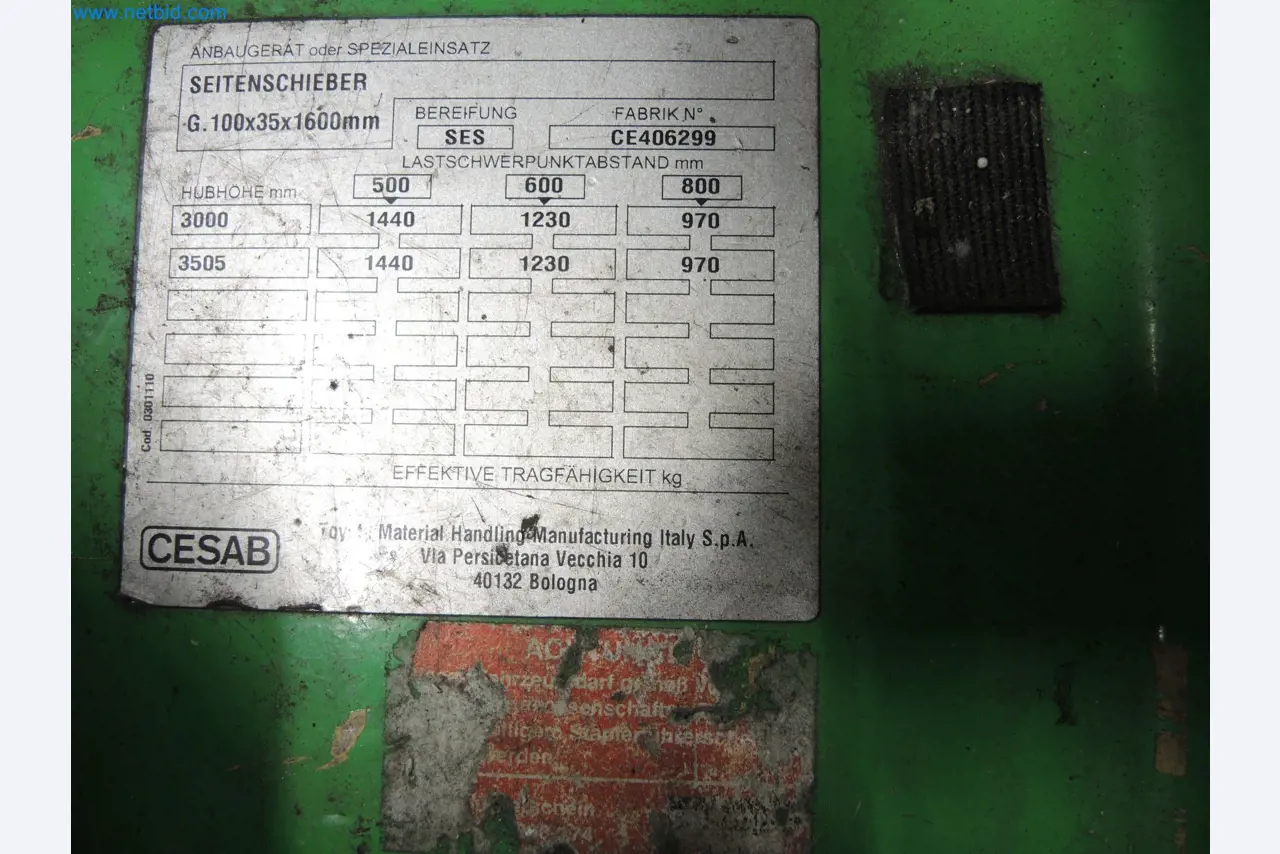 www.netbid.com
ANBAUGERÄT oder SPEZIALEINSATZ
SEITENSCHIEBER
G.100x35x1600mm
BEREIFUNG FABRIK N°
SES CE406299
LASTSCHWERPUNKTABSTAND mm
HUBHÖHE mm 500 600 800
3000 1440 1230 970
3505 1440 1230 970
Cod. 0301110
EFFEKTIVE TRAGFÄHIGKEIT kg
CESAB
Material Handling Manufacturing Italy S.p.A.
Via Persicetana Vecchia 10
40132 Bologna
darf gemäß